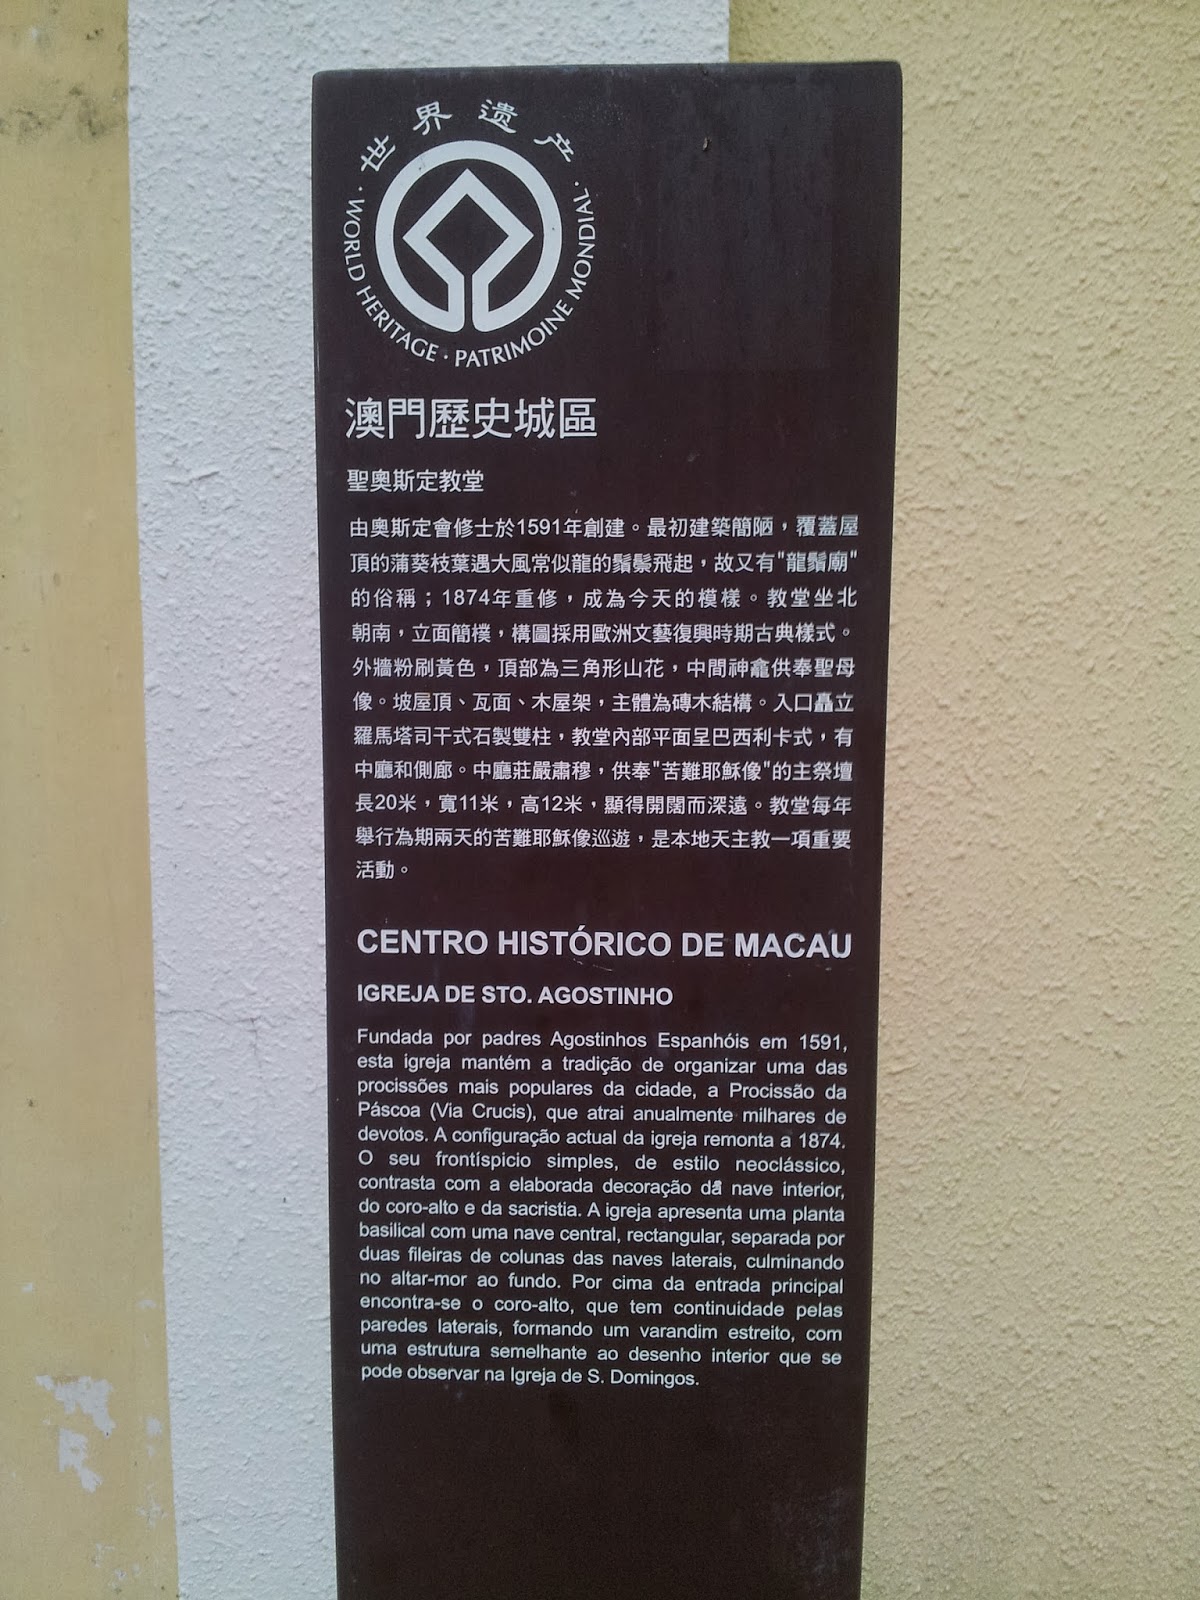 世界遗产
· WORLD HERITAGE · PATRIMOINE MONDIAL ·
澳門歷史城區
聖奧斯定教堂
由奧斯定會修士於1591年創建。最初建築簡陋，覆蓋屋
頂的蒲葵枝葉遇大風常似龍的鬚鬃飛起，故又有"龍鬚廟"
的俗稱；1874年重修，成為今天的模樣。教堂坐北
朝南，立面簡樸，構圖採用歐洲文藝復興時期古典樣式。
外牆粉刷黃色，頂部為三角形山花，中間神龕供奉聖母
像。坡屋頂、瓦面、木屋架，主體為磚木結構。入口矗立
羅馬塔司干式石製雙柱，教堂內部平面呈巴西利卡式，有
中廳和側廊。中廳莊嚴肅穆，供奉"苦難耶穌像"的主祭壇
長20米，寬11米，高12米，顯得開闊而深遠。教堂每年
舉行為期兩天的苦難耶穌像巡遊，是本地天主教一項重要
活動。
CENTRO HISTÓRICO DE MACAU
IGREJA DE STO. AGOSTINHO
Fundada por padres Agostinhos Espanhóis em 1591,
esta igreja mantém a tradição de organizar uma das
procissões mais populares da cidade, a Procissão da
Páscoa (Via Crucis), que atrai anualmente milhares de
devotos. A configuração actual da igreja remonta a 1874.
O seu frontíspicio simples, de estilo neoclássico,
contrasta com a elaborada decoração da nave interior,
do coro-alto e da sacristia. A igreja apresenta uma planta
basilical com uma nave central, rectangular, separada por
duas fileiras de colunas das naves laterais, culminando
no altar-mor ao fundo. Por cima da entrada principal
encontra-se o coro-alto, que tem continuidade pelas
paredes laterais, formando um varandim estreito, com
uma estrutura semelhante ao desenho interior que se
pode observar na Igreja de S. Domingos.